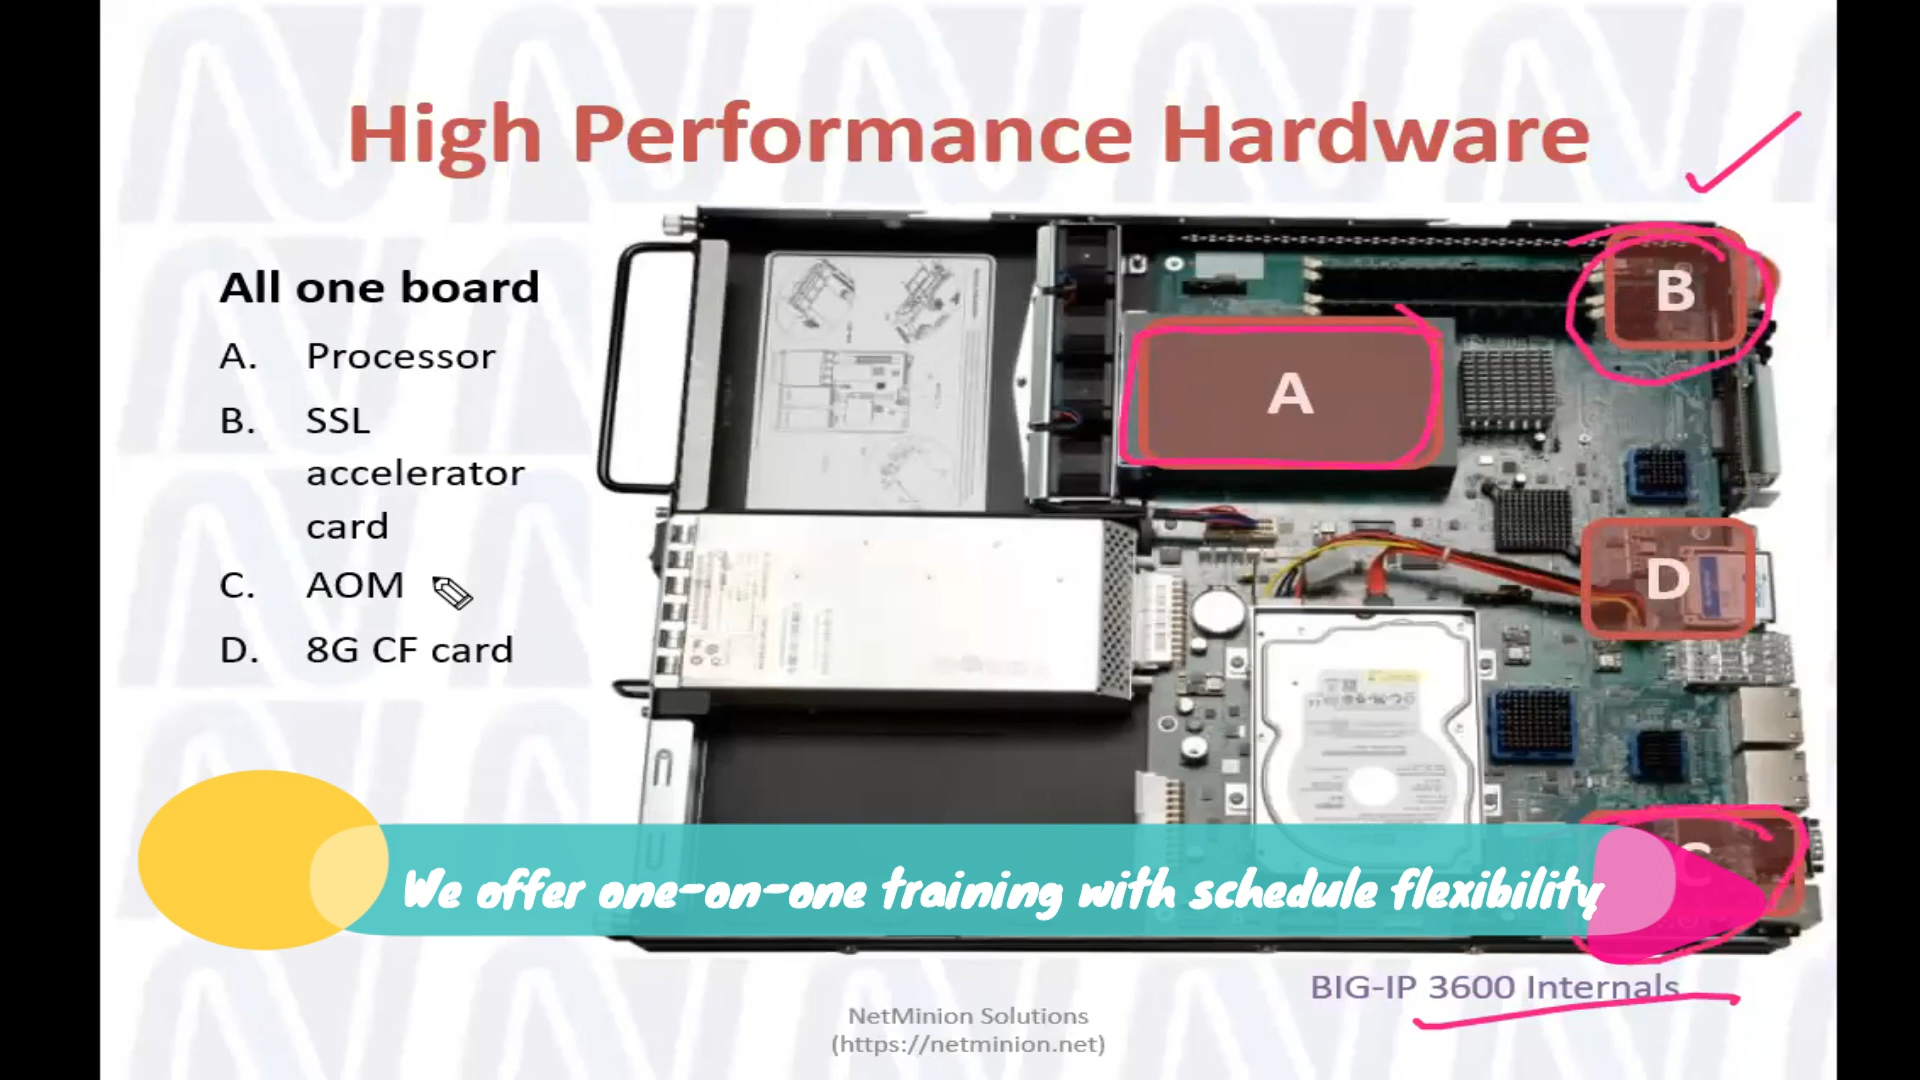 High Performance Hardware
All one board
A. Processor
B. SSL
accelerator
card
C. AOM
D. 8G CF card
A
B
D
C
We offer one-on-one training with schedule flexibility
BIG-IP 3600 Internals
NetMinion Solutions
(https://netminion.net)